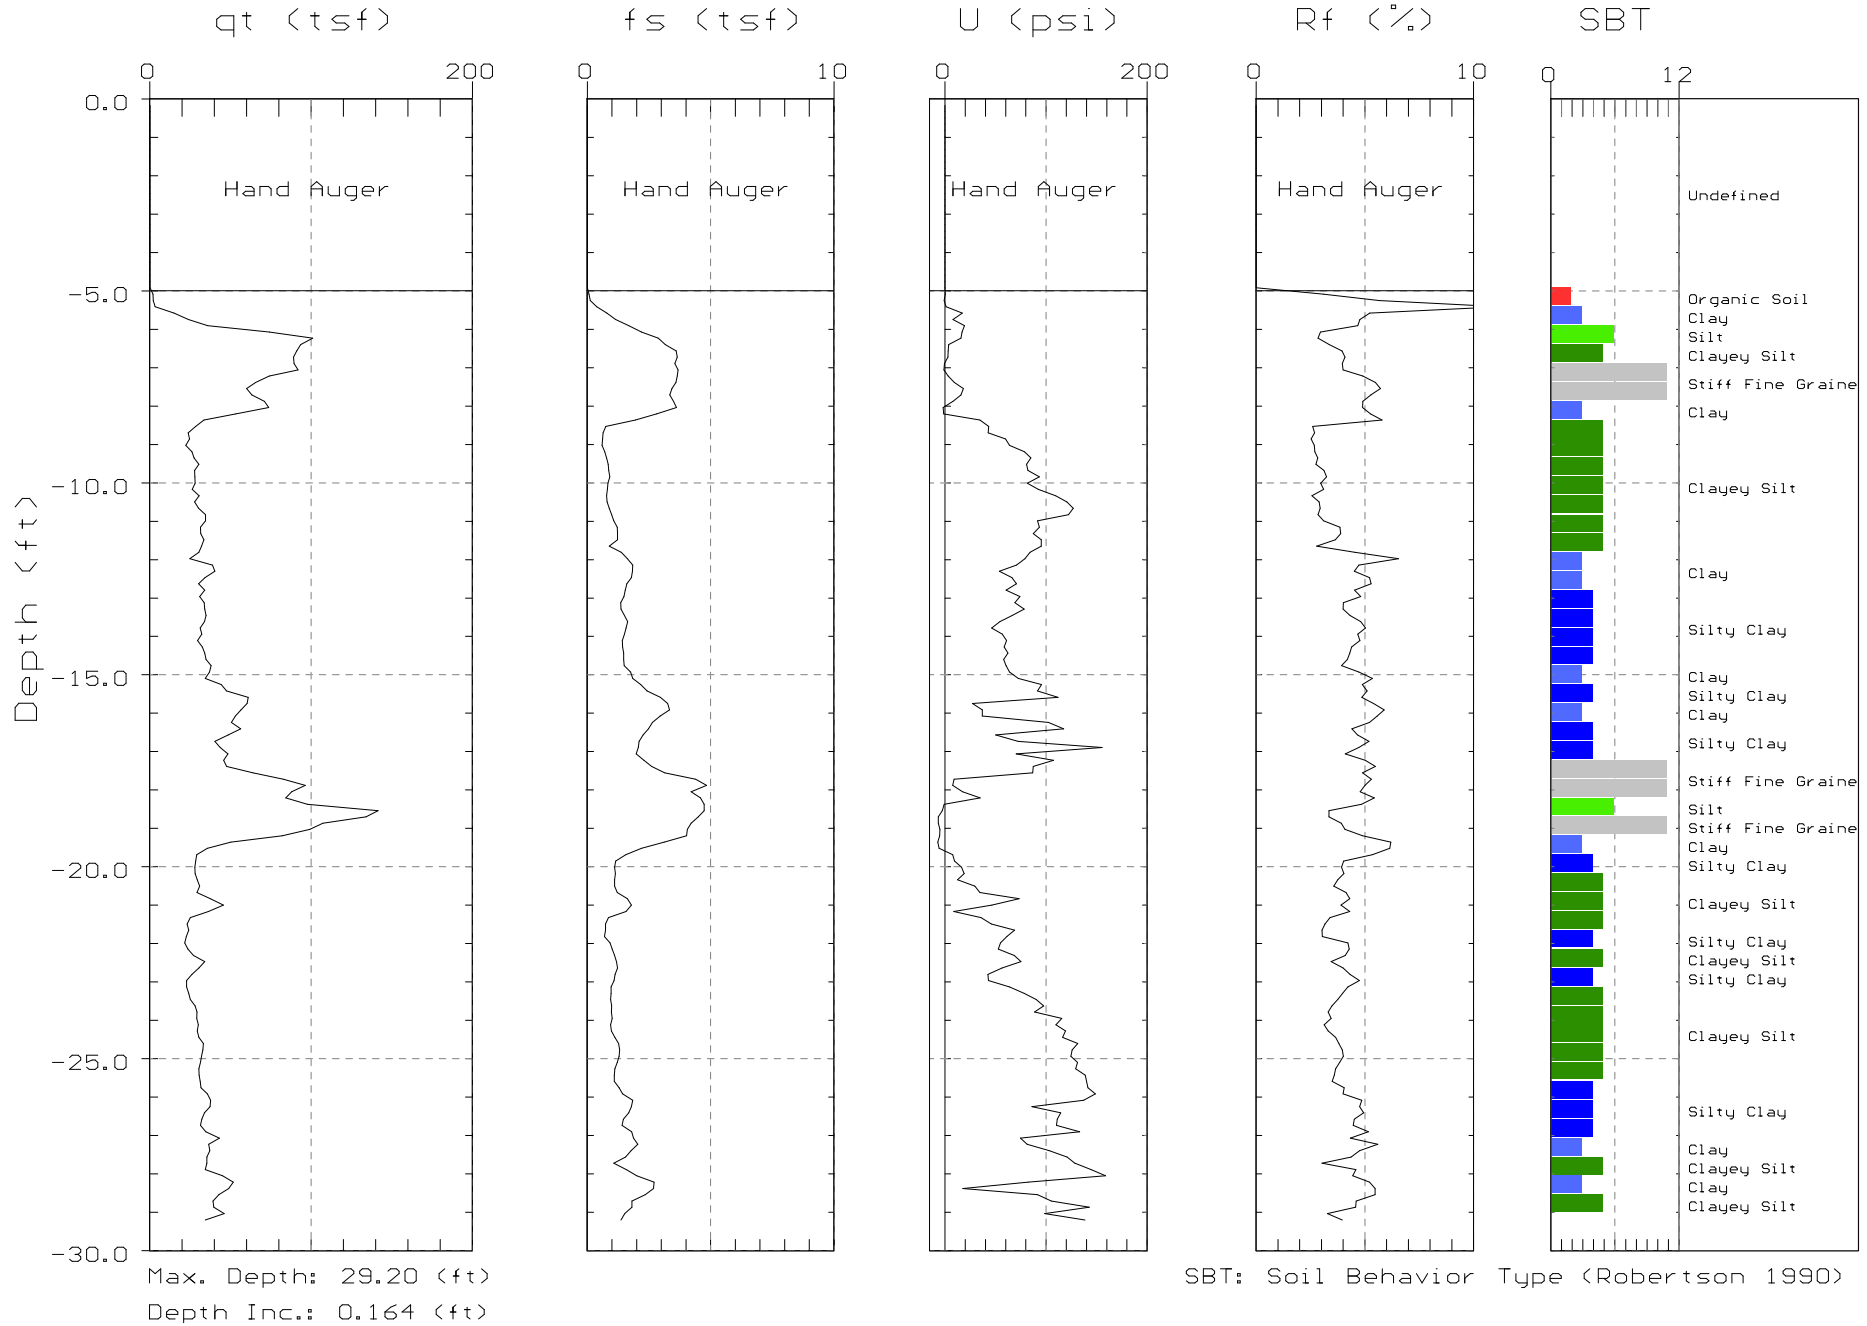 qt (tsf) fs (tsf) U (psi) Rf (%) SBT
0 200 0 10 0 200 0 10 0 12
0.0
Hand Auger Hand Auger Hand Auger Hand Auger
Undefined
-5.0
Organic Soil
Clay
Silt
Clayey Silt
Stiff Fine Graine
Clay
-10.0
Clayey Silt
Depth (ft)
Clay
Silty Clay
-15.0
Clay
Silty Clay
Clay
Silty Clay
Stiff Fine Graine
Silt
Stiff Fine Graine
Clay
-20.0
Silty Clay
Clayey Silt
Silty Clay
Clayey Silt
Silty Clay
Clayey Silt
-25.0
Silty Clay
Clay
Clayey Silt
Clay
Clayey Silt
-30.0
Max. Depth: 29.20 (ft)
SBT: Soil Behavior Type (Robertson 1990)
Depth Inc.: 0.164 (ft)